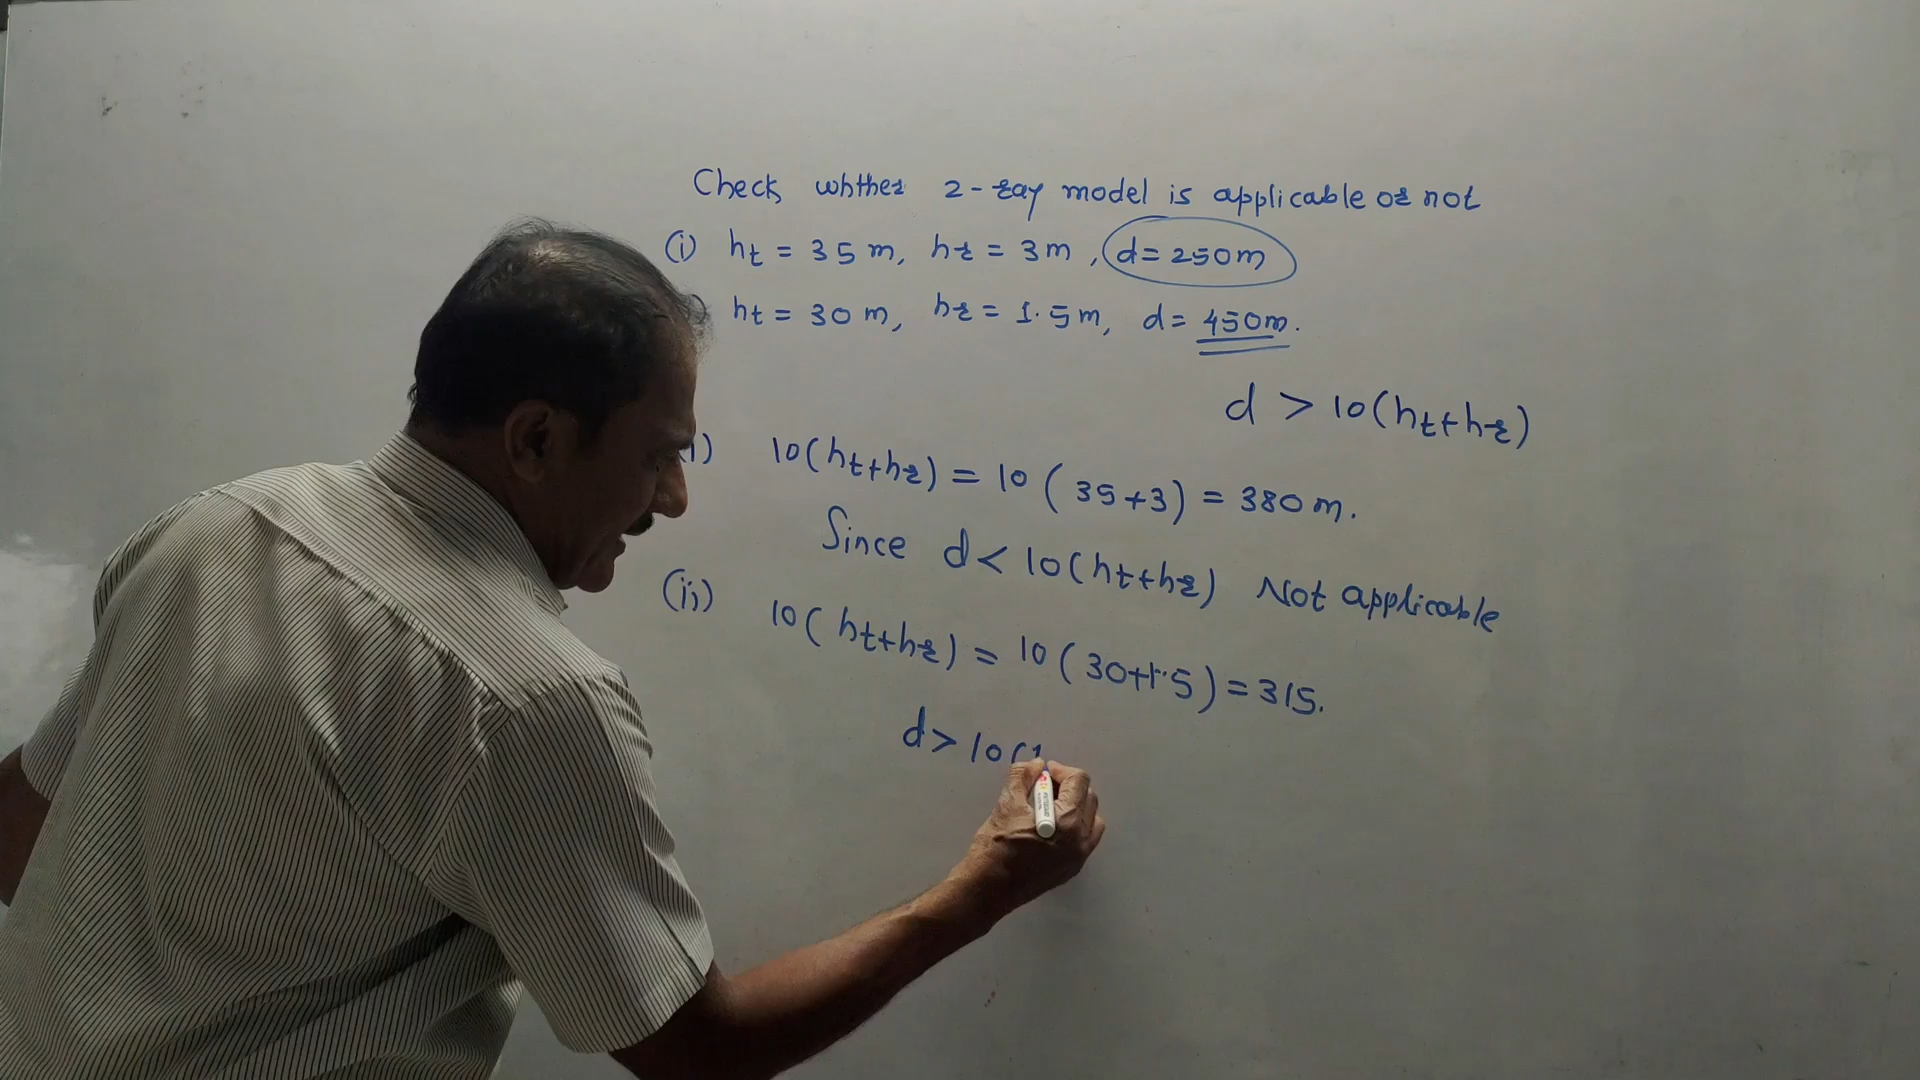 Check whther 2-ray model is applicable or not
(i) ht = 35 m, hr = 3m, d = 250m
ht = 30 m, hr = 1.5m, d = 450m.
d > 10(ht+hr)
i) 10(ht+hr) = 10 (35+3) = 380 m.
Since d < 10(ht+hr) Not applicable
(ii) 10(ht+hr) = 10 (30+1.5) = 315.
d > 10(